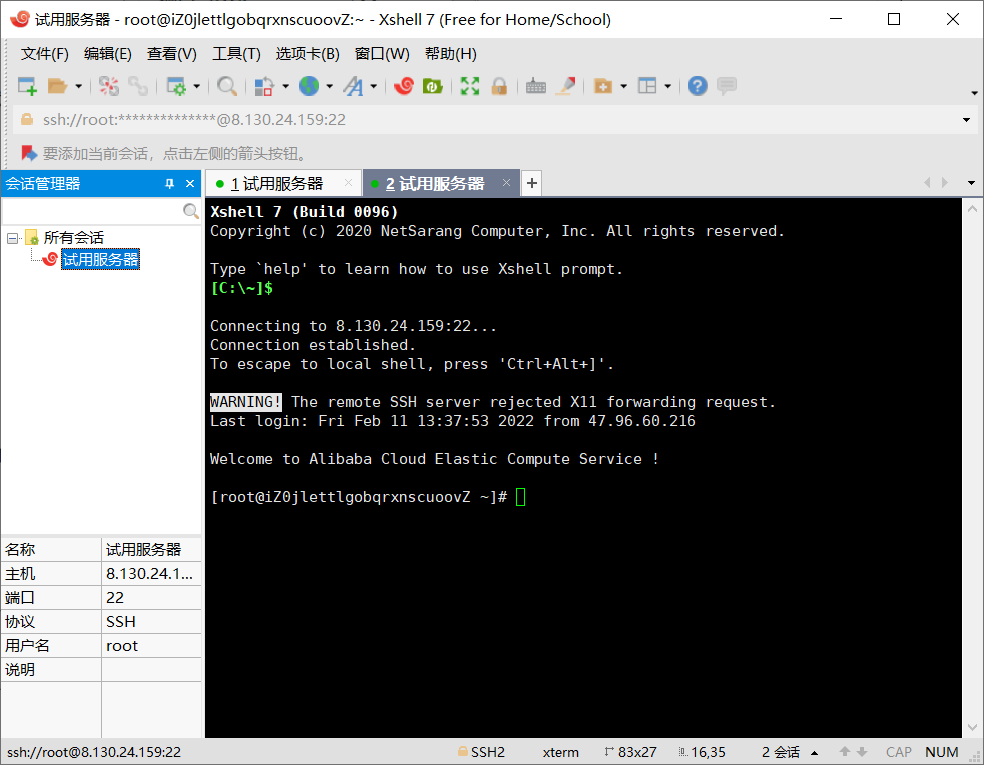 试用服务器 - root@iZ0jlettlgobqrxnscuoovZ:~ - Xshell 7 (Free for Home/School)
文件(F) 编辑(E) 查看(V) 工具(T) 选项卡(B) 窗口(W) 帮助(H)
ssh://root:**************@8.130.24.159:22
要添加当前会话，点击左侧的箭头按钮。
会话管理器
1 试用服务器
2 试用服务器
所有会话
试用服务器
Xshell 7 (Build 0096)
Copyright (c) 2020 NetSarang Computer, Inc. All rights reserved.
Type `help' to learn how to use Xshell prompt.
[C:\~]$
Connecting to 8.130.24.159:22...
Connection established.
To escape to local shell, press 'Ctrl+Alt+]'.
WARNING! The remote SSH server rejected X11 forwarding request.
Last login: Fri Feb 11 13:37:53 2022 from 47.96.60.216
Welcome to Alibaba Cloud Elastic Compute Service !
[root@iZ0jlettlgobqrxnscuoovZ ~]#
名称 试用服务器
主机 8.130.24.1...
端口 22
协议 SSH
用户名 root
说明
ssh://root@8.130.24.159:22 SSH2 xterm 83x27 16,35 2 会话 CAP NUM